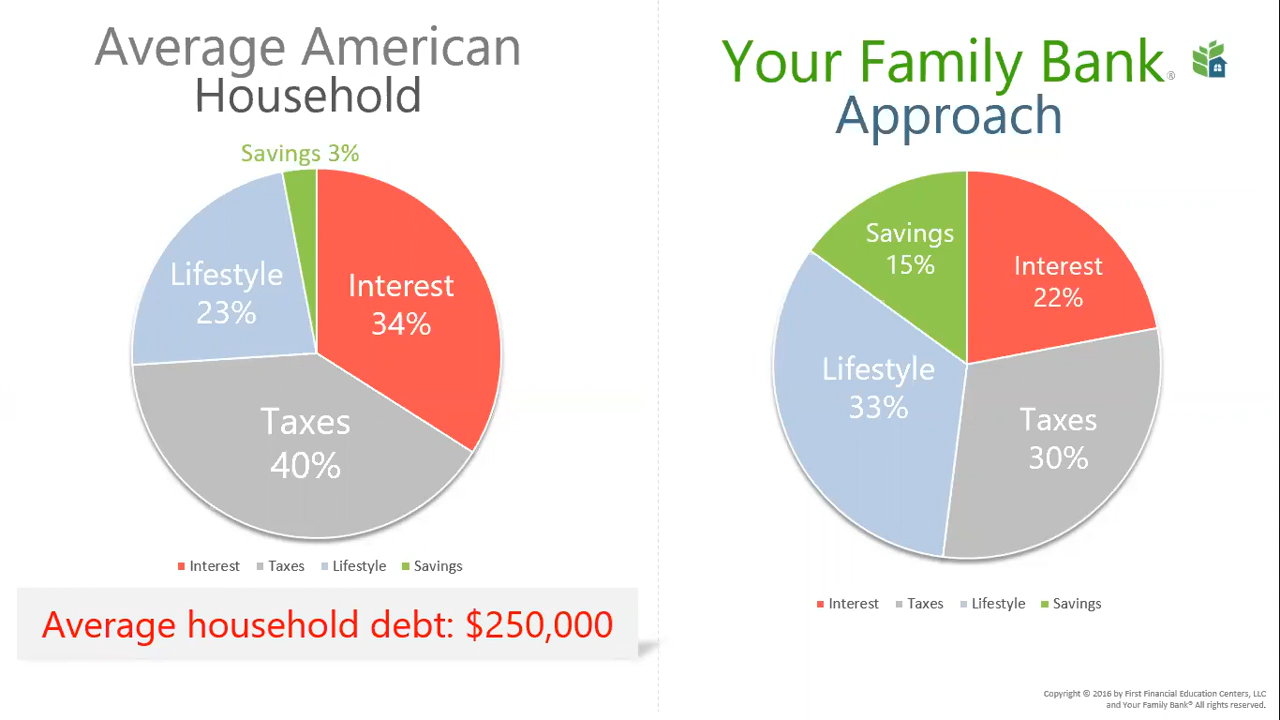 Average American
Household
Savings 3%
Lifestyle
23%
Interest
34%
Taxes
40%
Interest Taxes Lifestyle Savings
Average household debt: $250,000
Your Family Bank®
Approach
Savings
15%
Interest
22%
Lifestyle
33%
Taxes
30%
Interest Taxes Lifestyle Savings
Copyright © 2016 by First Financial Education Centers, LLC
and Your Family Bank® All rights reserved.